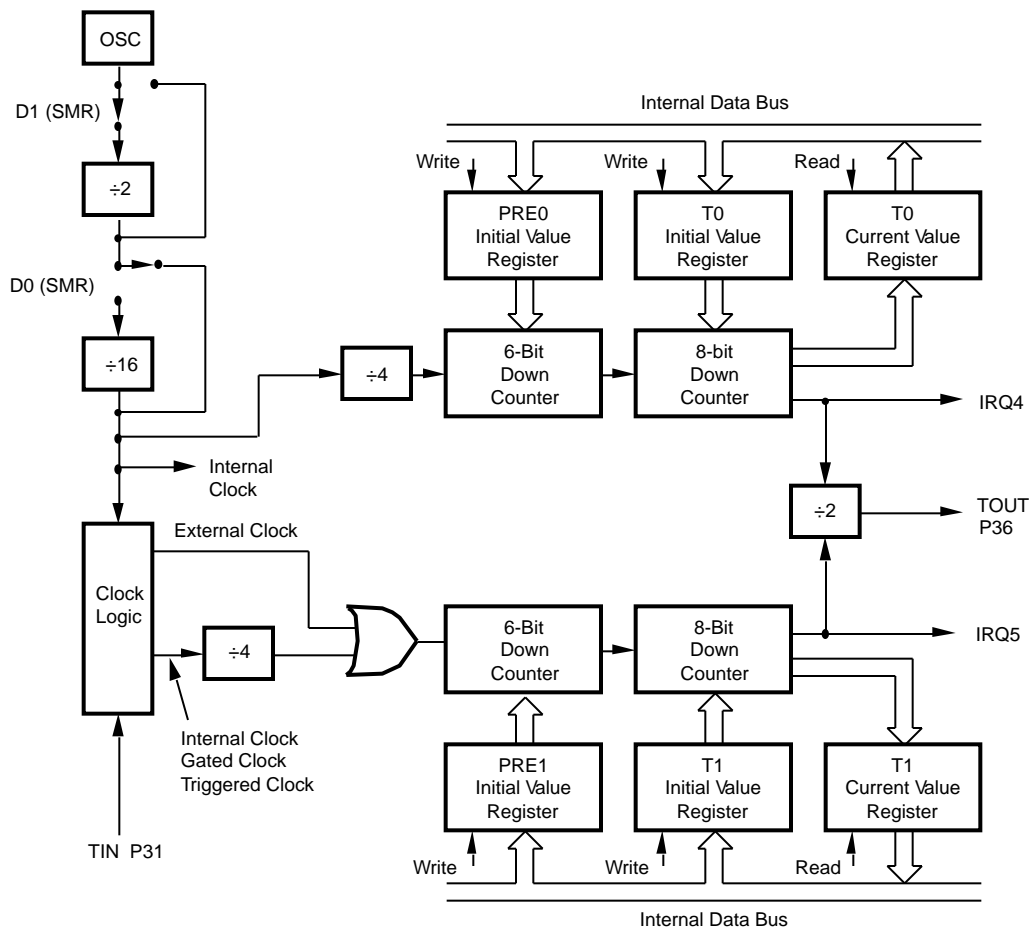 OSC
D1 (SMR)
÷2
D0 (SMR)
÷16
Internal Data Bus
Write
Write
Read
PRE0
Initial Value
Register
T0
Initial Value
Register
T0
Current Value
Register
÷4
6-Bit
Down
Counter
8-bit
Down
Counter
IRQ4
Internal
Clock
÷2
TOUT
P36
External Clock
Clock
Logic
÷4
6-Bit
Down
Counter
8-Bit
Down
Counter
IRQ5
Internal Clock
Gated Clock
Triggered Clock
PRE1
Initial Value
Register
T1
Initial Value
Register
T1
Current Value
Register
TIN P31
Write
Write
Read
Internal Data Bus